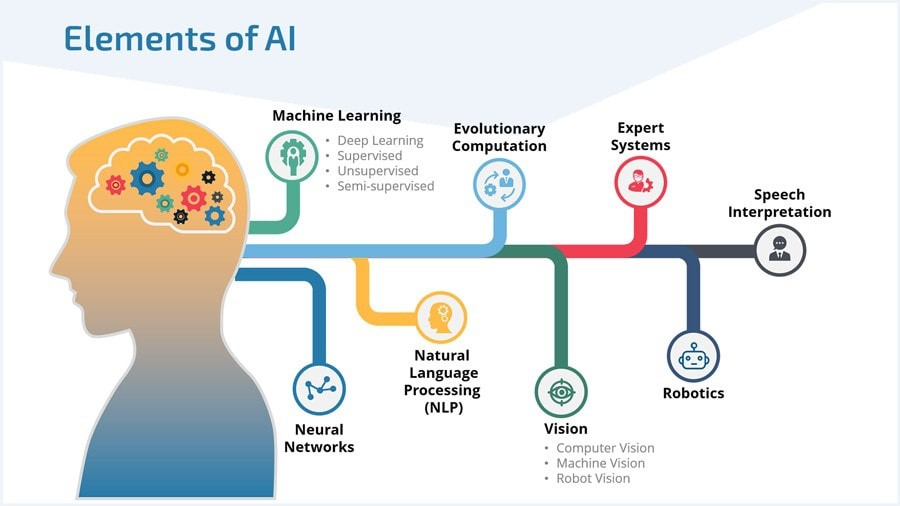 Elements of AI
Machine Learning
• Deep Learning
• Supervised
• Unsupervised
• Semi-supervised
Evolutionary
Computation
Expert
Systems
Speech
Interpretation
Neural
Networks
Natural
Language
Processing
(NLP)
Vision
• Computer Vision
• Machine Vision
• Robot Vision
Robotics